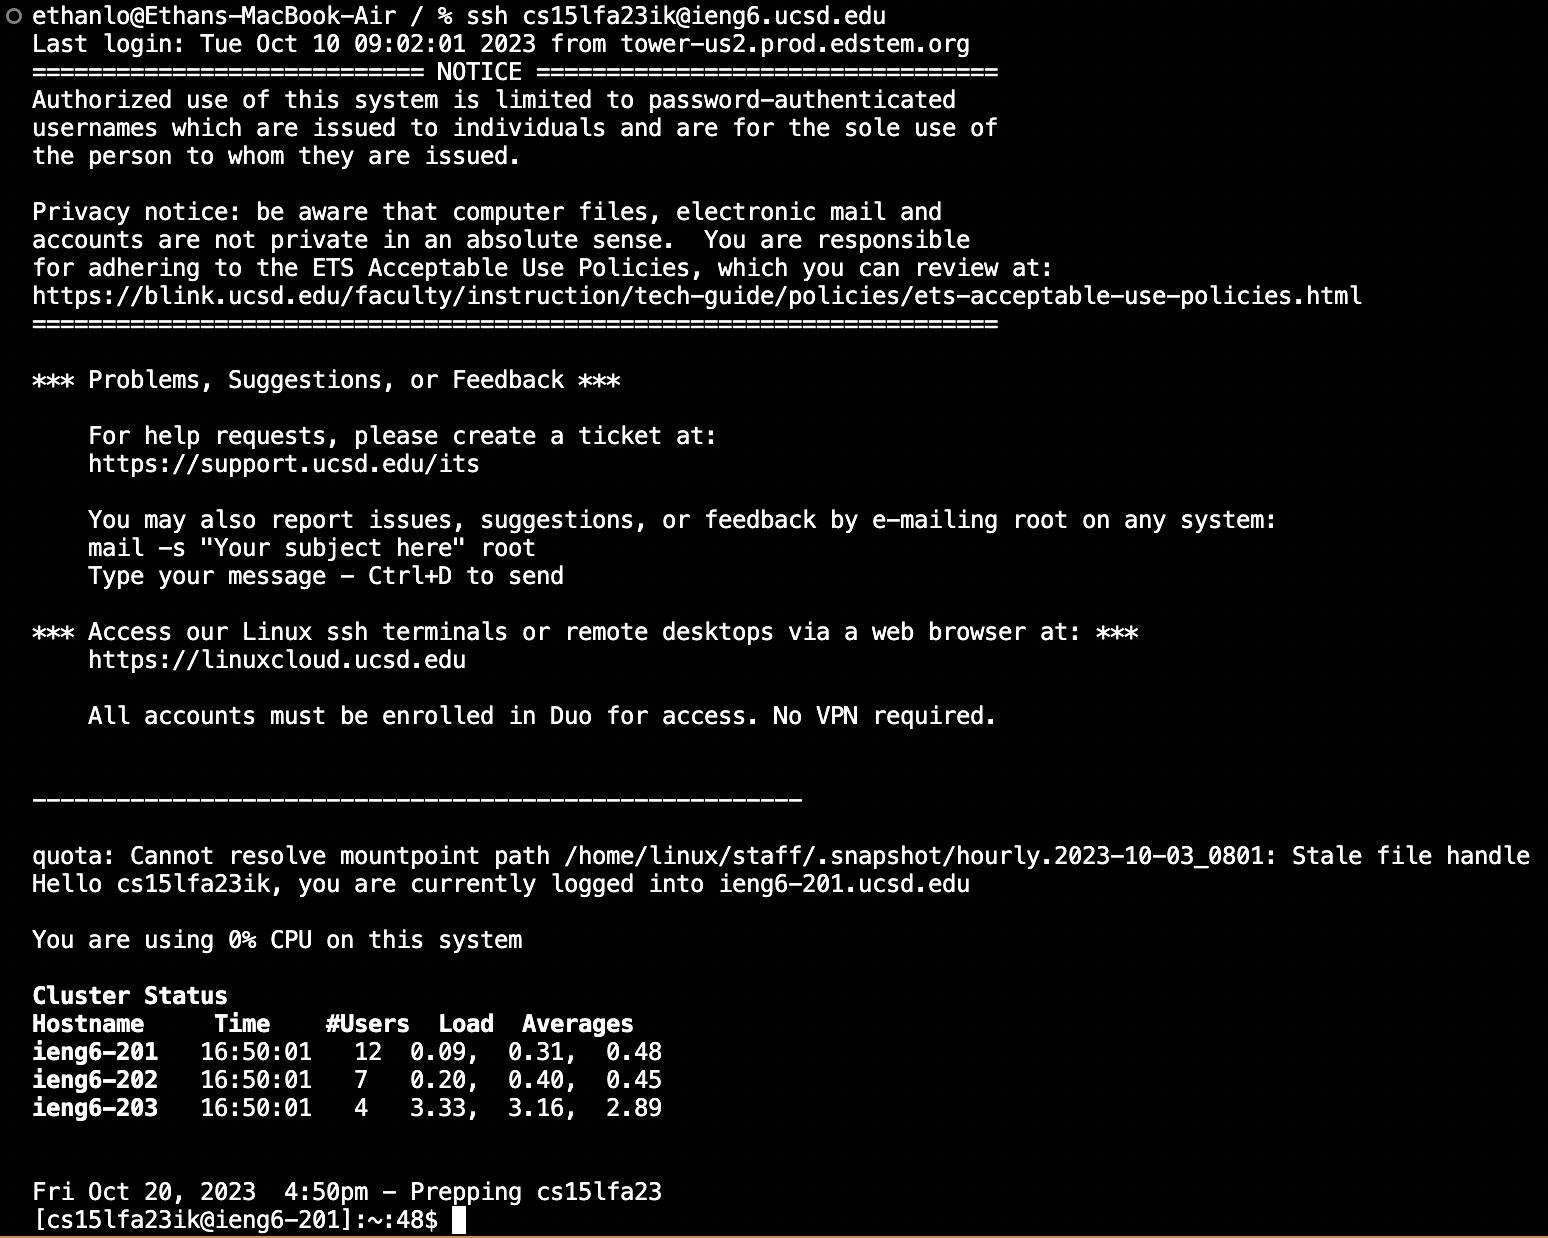 ethanlo@Ethans-MacBook-Air / % ssh cs15lfa23ik@ieng6.ucsd.edu
Last login: Tue Oct 10 09:02:01 2023 from tower-us2.prod.edstem.org
============================ NOTICE =================================
Authorized use of this system is limited to password-authenticated
usernames which are issued to individuals and are for the sole use of
the person to whom they are issued.

Privacy notice: be aware that computer files, electronic mail and
accounts are not private in an absolute sense.  You are responsible
for adhering to the ETS Acceptable Use Policies, which you can review at:
https://blink.ucsd.edu/faculty/instruction/tech-guide/policies/ets-acceptable-use-policies.html
=====================================================================

*** Problems, Suggestions, or Feedback ***

    For help requests, please create a ticket at:
    https://support.ucsd.edu/its

    You may also report issues, suggestions, or feedback by e-mailing root on any system:
    mail -s "Your subject here" root
    Type your message - Ctrl+D to send

*** Access our Linux ssh terminals or remote desktops via a web browser at: ***
    https://linuxcloud.ucsd.edu

    All accounts must be enrolled in Duo for access. No VPN required.


-------------------------------------------------------

quota: Cannot resolve mountpoint path /home/linux/staff/.snapshot/hourly.2023-10-03_0801: Stale file handle
Hello cs15lfa23ik, you are currently logged into ieng6-201.ucsd.edu

You are using 0% CPU on this system

Cluster Status
Hostname     Time    #Users  Load  Averages
ieng6-201   16:50:01   12  0.09,  0.31,  0.48
ieng6-202   16:50:01   7   0.20,  0.40,  0.45
ieng6-203   16:50:01   4   3.33,  3.16,  2.89


Fri Oct 20, 2023  4:50pm - Prepping cs15lfa23
[cs15lfa23ik@ieng6-201]:~:48$